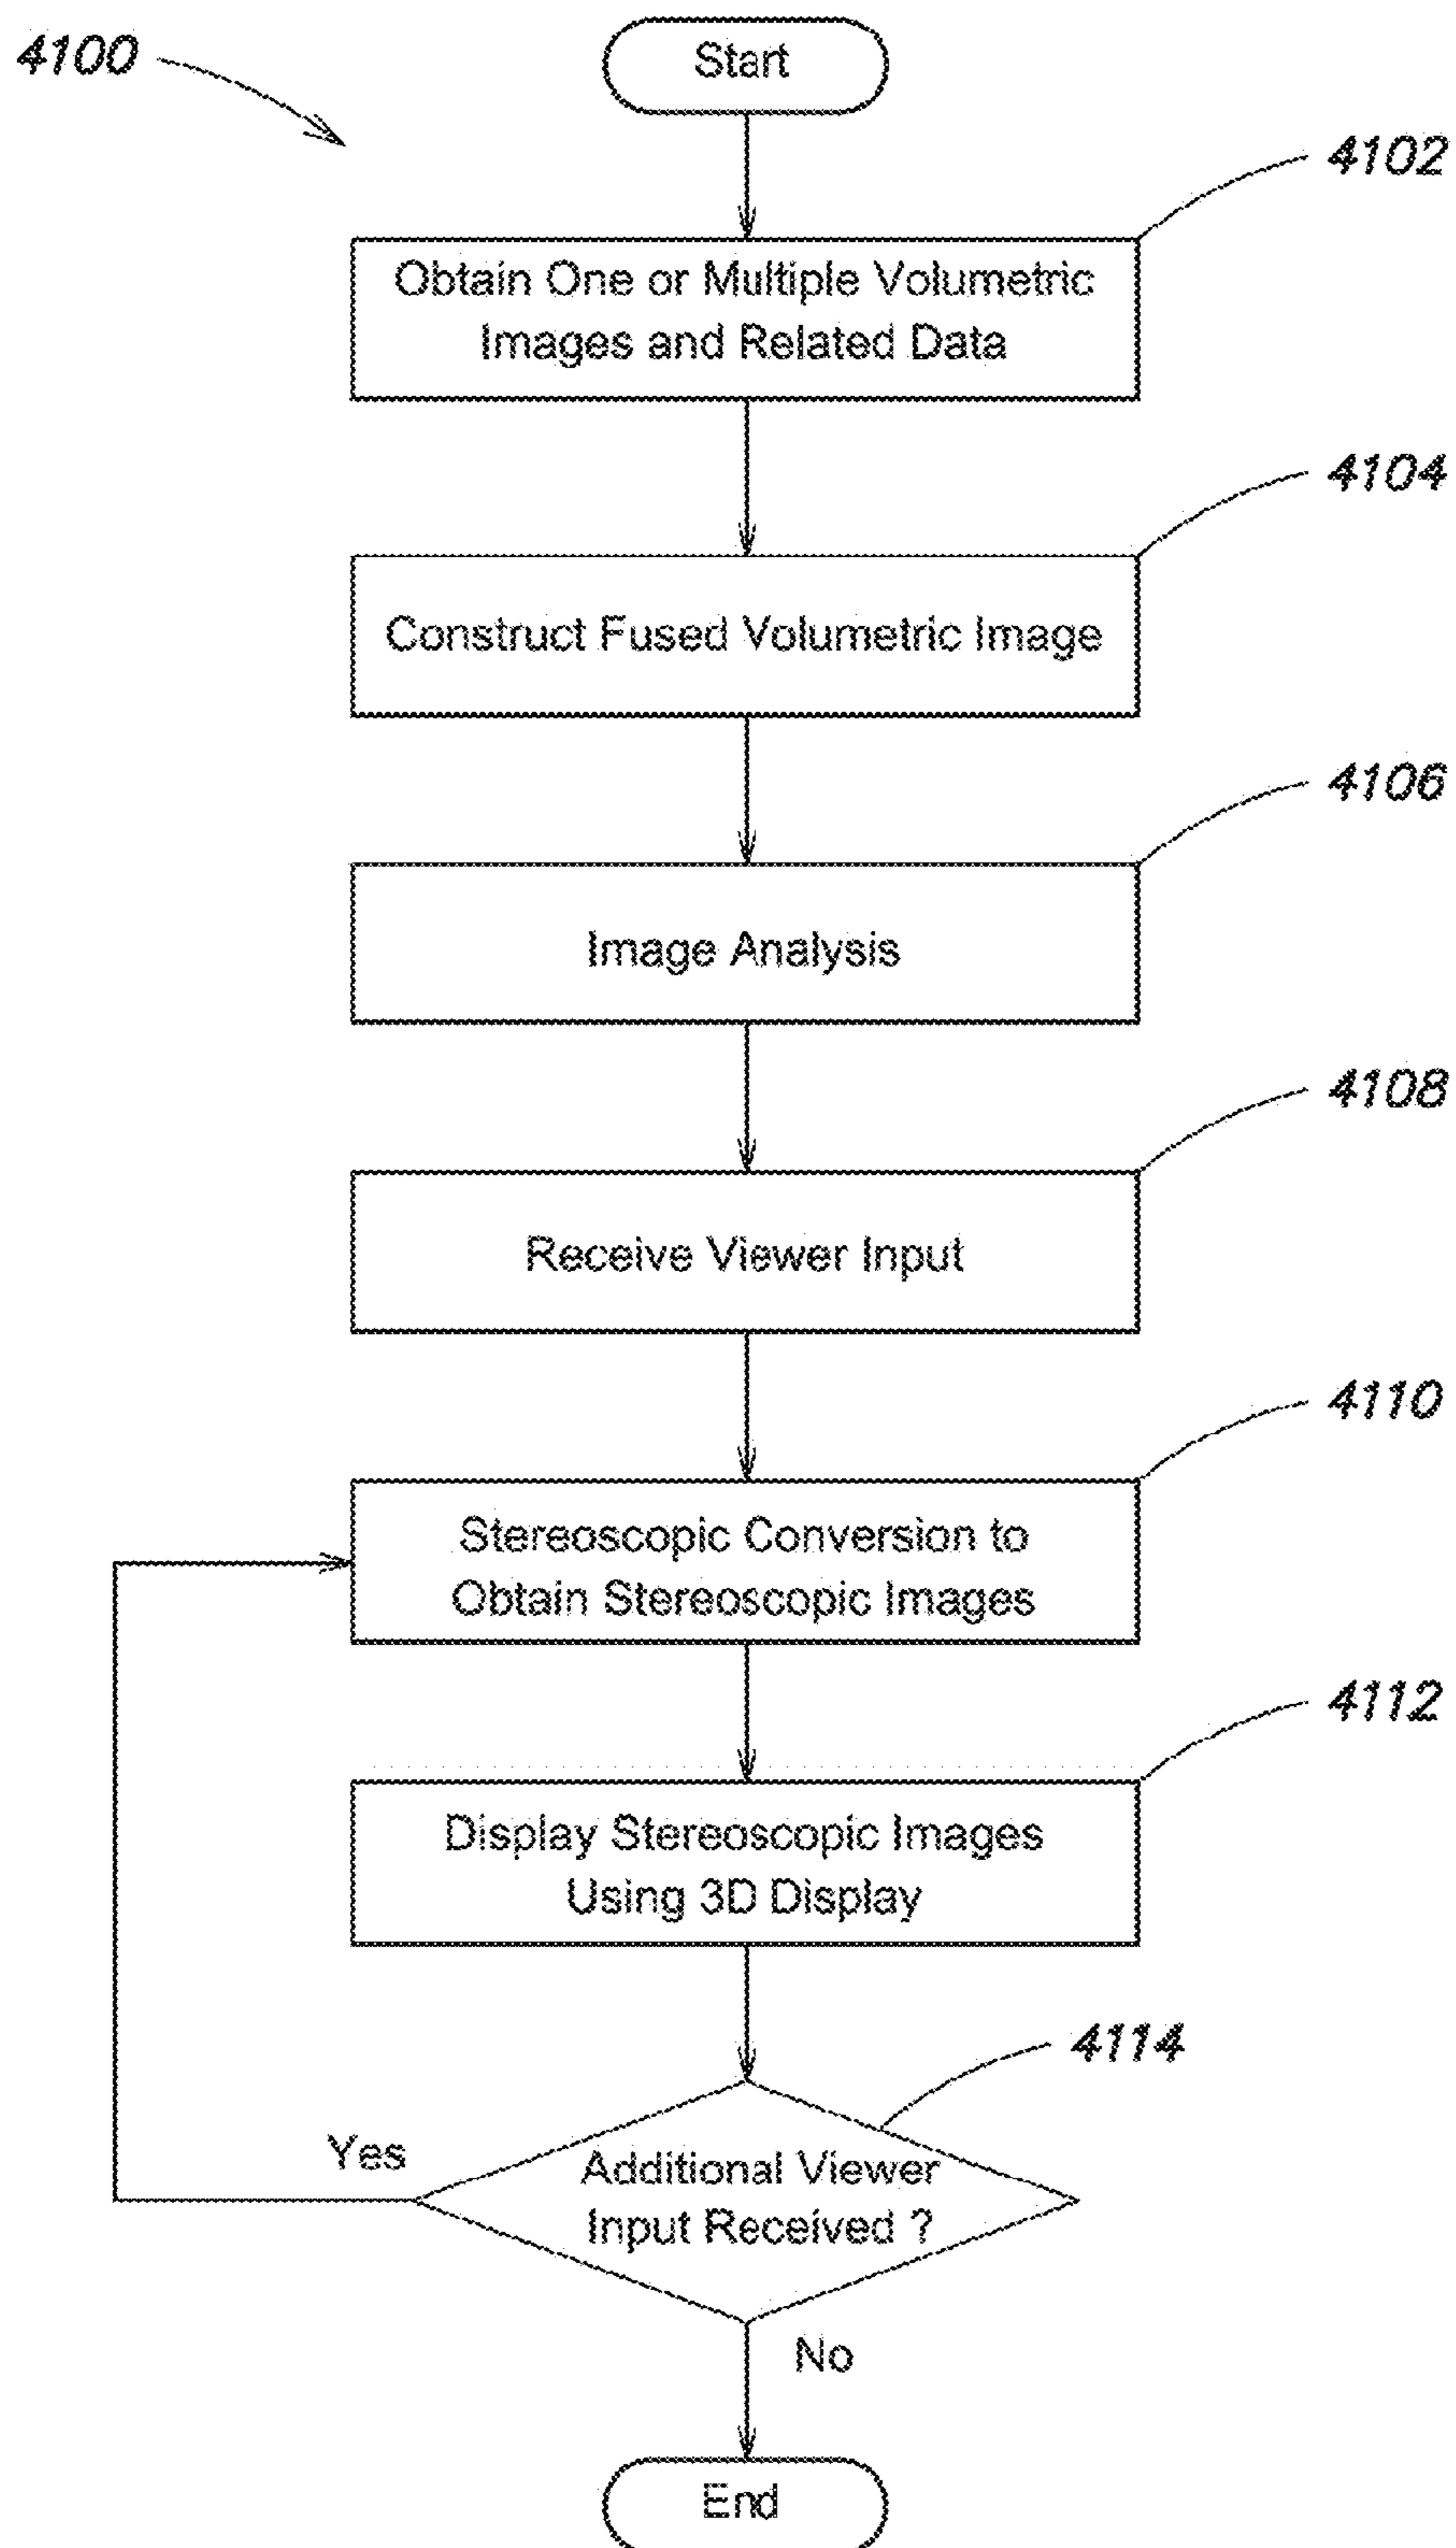 4100
Start
4102
Obtain One or Multiple Volumetric
Images and Related Data
4104
Construct Fused Volumetric Image
4106
Image Analysis
4108
Receive Viewer Input
4110
Stereoscopic Conversion to
Obtain Stereoscopic Images
4112
Display Stereoscopic Images
Using 3D Display
4114
Yes
Additional Viewer
Input Received ?
No
End